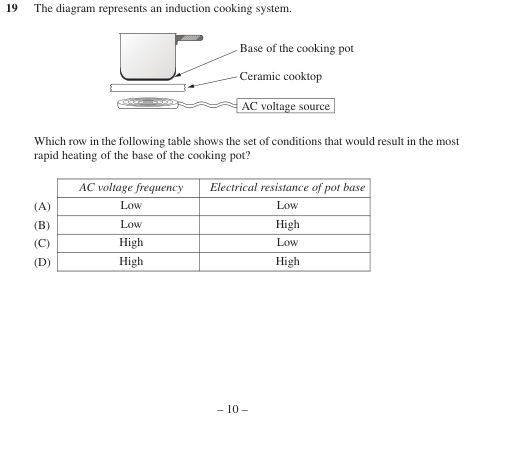 19 The diagram represents an induction cooking system.
Base of the cooking pot
Ceramic cooktop
AC voltage source
Which row in the following table shows the set of conditions that would result in the most
rapid heating of the base of the cooking pot?
AC voltage frequency Electrical resistance of pot base
(A) Low Low
(B) Low High
(C) High Low
(D) High High
– 10 –